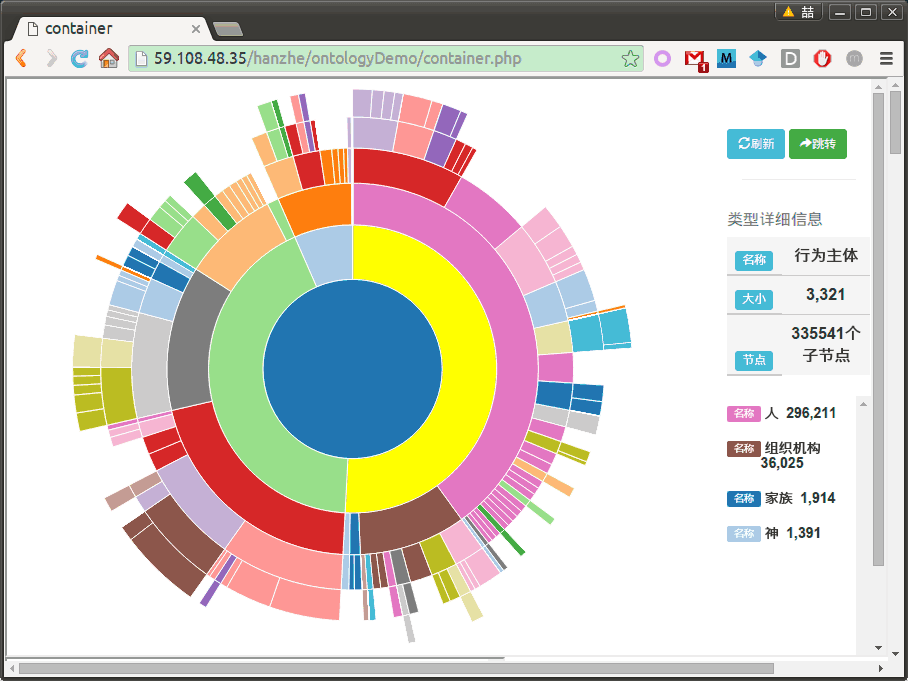 喆
container
59.108.48.35/hanzhe/ontologyDemo/container.php
1
M
D
m
刷新
跳转
类型详细信息
名称 行为主体
大小 3,321
节点 335541个
子节点
名称 人 296,211
名称 组织机构
36,025
名称 家族 1,914
名称 神 1,391